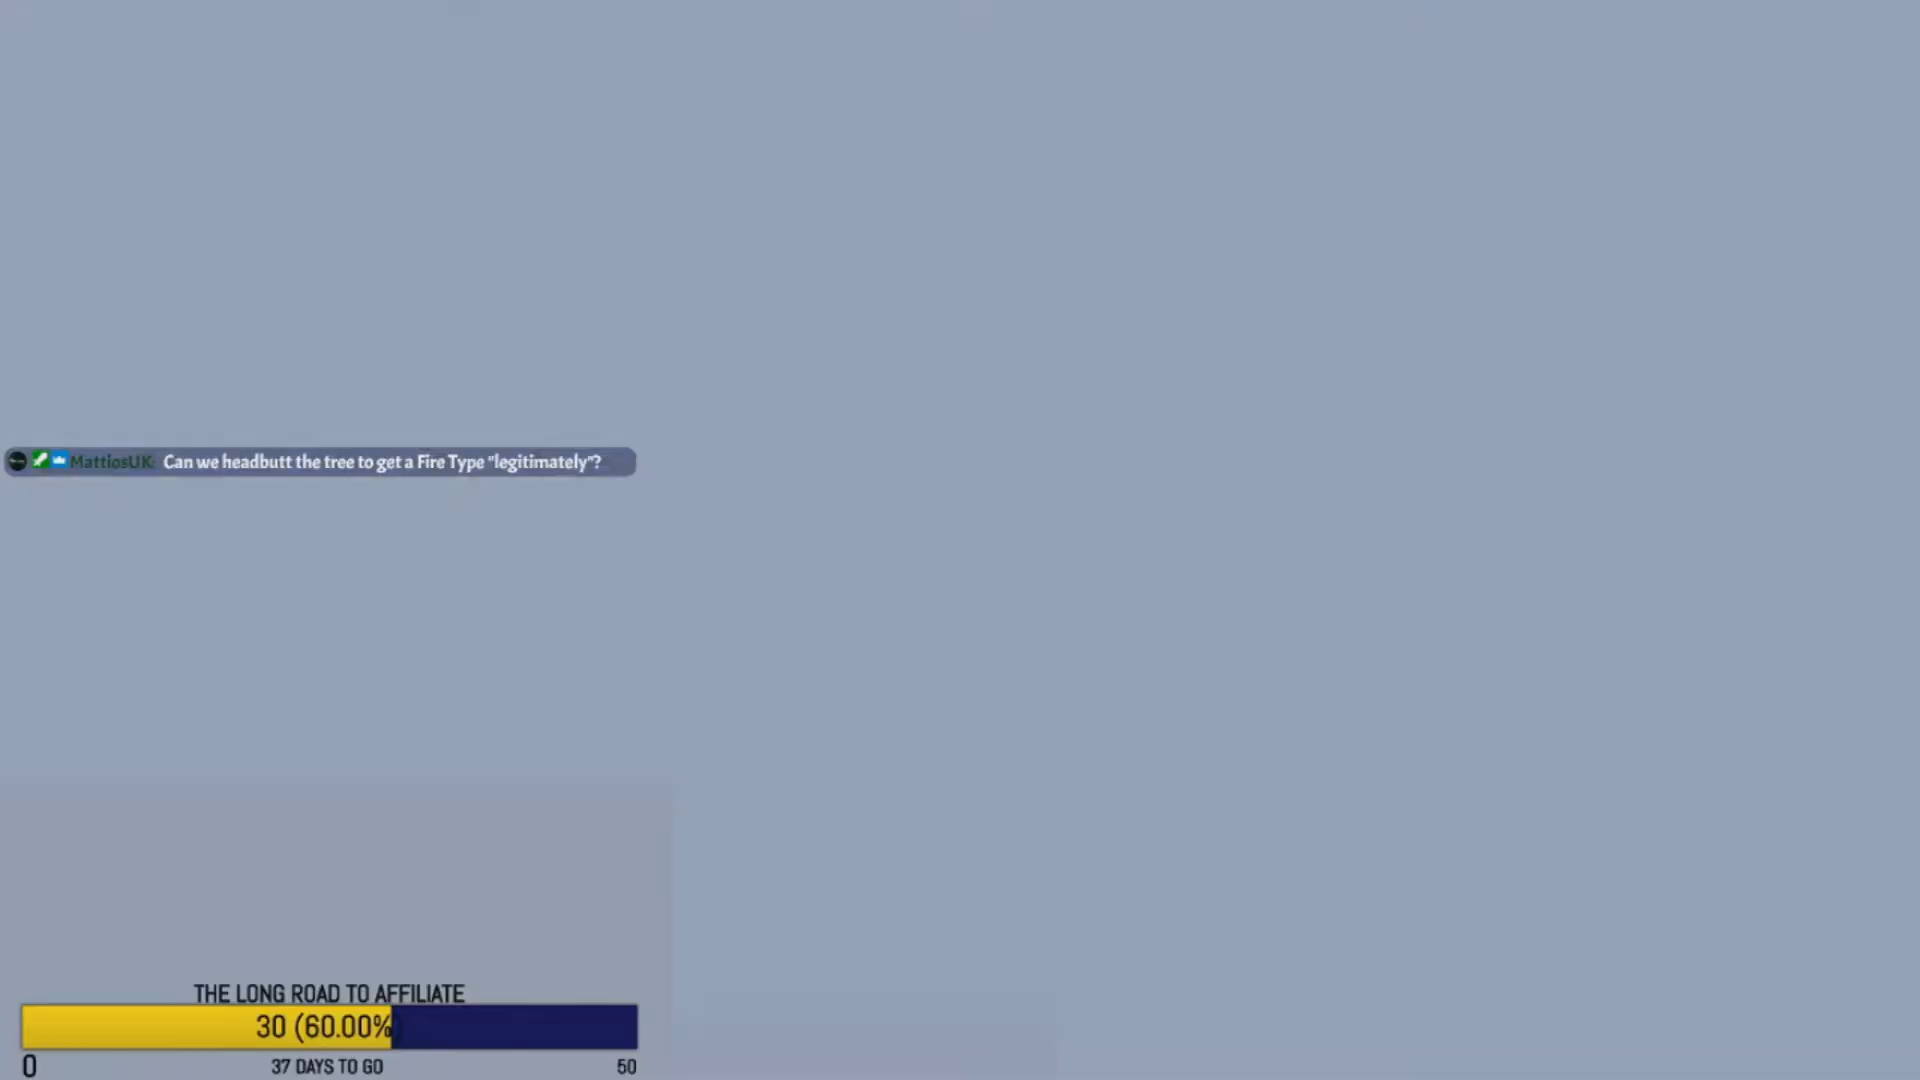 MattiosUK: Can we headbutt the tree to get a Fire Type "legitimately"?
THE LONG ROAD TO AFFILIATE
30 (60.00%)
0
37 DAYS TO GO
50